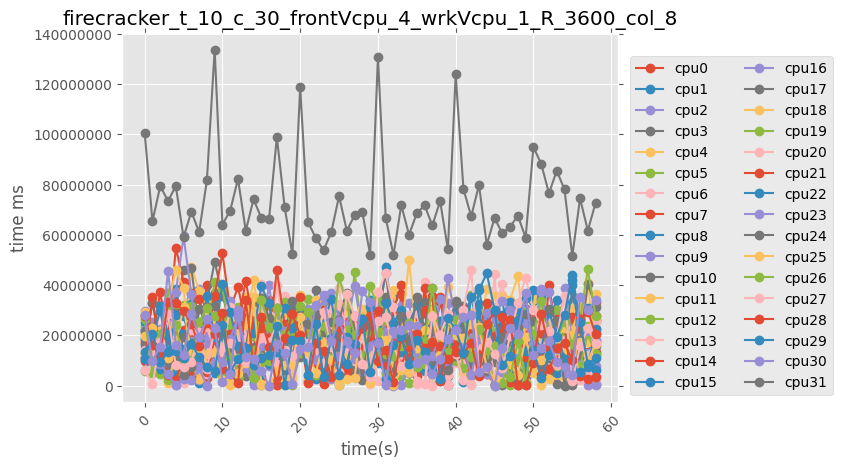 firecracker_t_10_c_30_frontVcpu_4_wrkVcpu_1_R_3600_col_8
140000000
120000000
100000000
80000000
60000000
40000000
20000000
0
time ms
0 10 20 30 40 50 60
time(s)
cpu0 cpu16
cpu1 cpu17
cpu2 cpu18
cpu3 cpu19
cpu4 cpu20
cpu5 cpu21
cpu6 cpu22
cpu7 cpu23
cpu8 cpu24
cpu9 cpu25
cpu10 cpu26
cpu11 cpu27
cpu12 cpu28
cpu13 cpu29
cpu14 cpu30
cpu15 cpu31